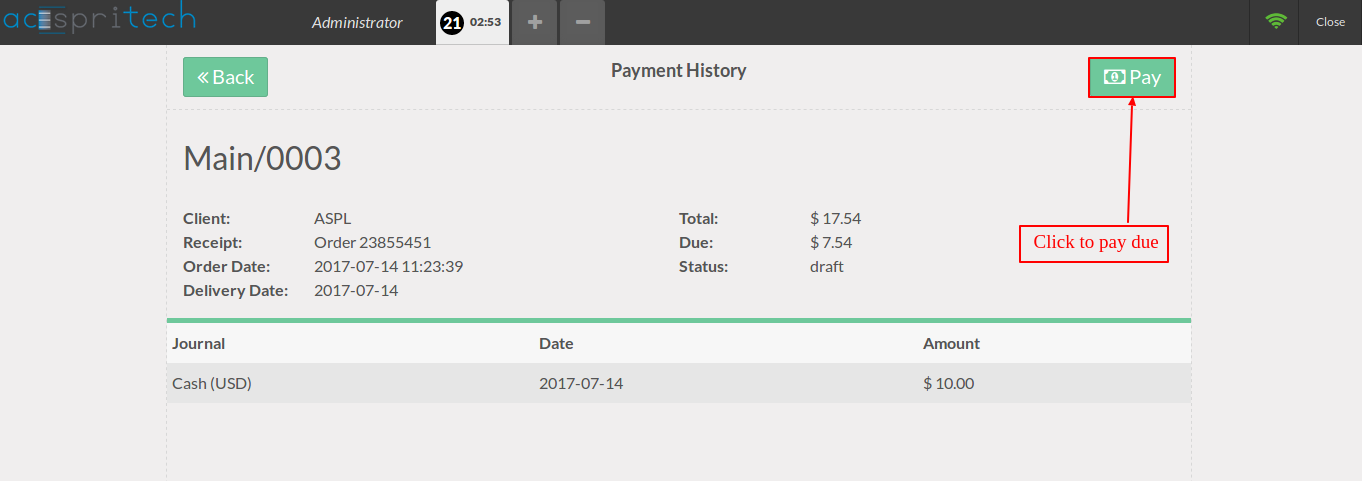 acespritech Administrator 21 02:53 Close
Back Payment History Pay
Main/0003
Client: ASPL Total: $ 17.54
Receipt: Order 23855451 Due: $ 7.54
Click to pay due
Order Date: 2017-07-14 11:23:39 Status: draft
Delivery Date: 2017-07-14
Journal Date Amount
Cash (USD) 2017-07-14 $ 10.00